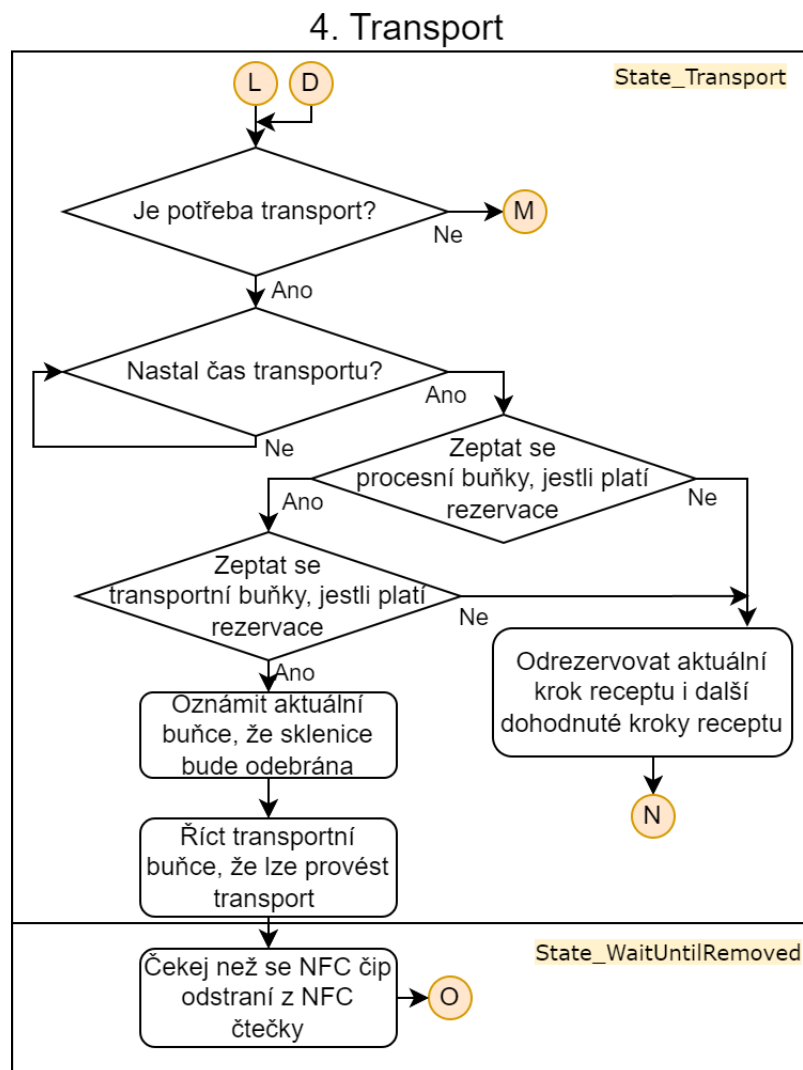 4. Transport
L
D
State_Transport
Je potřeba transport?
Ne
M
Ano
Nastal čas transportu?
Ano
Ne
Zeptat se
procesní buňky, jestli platí
rezervace
Ano
Ne
Zeptat se
transportní buňky, jestli platí
rezervace
Ne
Ano
Odrezervovat aktuální
krok receptu i další
dohodnuté kroky receptu
N
Oznámit aktuální
buňce, že sklenice
bude odebrána
Říct transportní
buňce, že lze provést
transport
State_WaitUntilRemoved
Čekej než se NFC čip
odstraní z NFC
čtečky
O